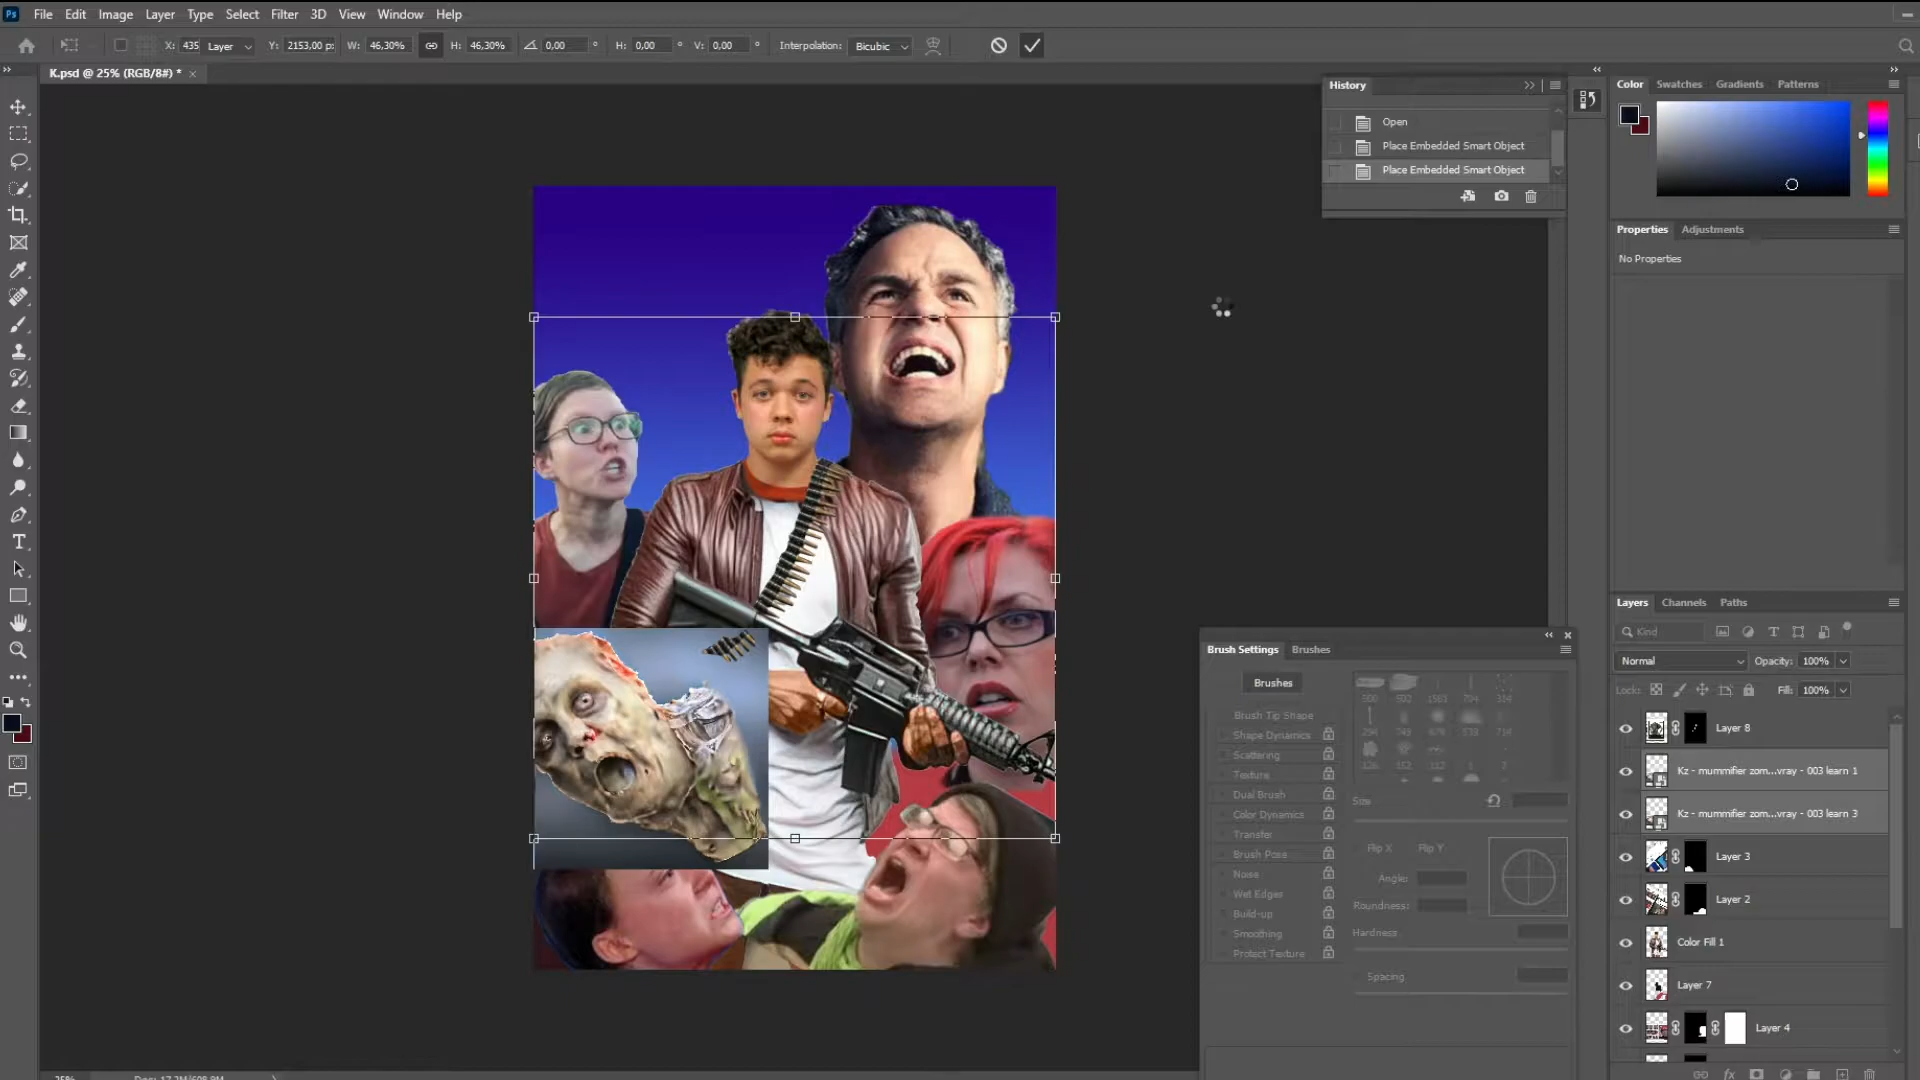 Ps File Edit Image Layer Type Select Filter 3D View Window Help
X: 435 Layer Y: 2153,00 p: W: 46,30% H: 46,30% 0,00 ° H: 0,00 ° V: 0,00 ° Interpolation: Bicubic
K.psd @ 25% (RGB/8#) * ×
History
Open
Place Embedded Smart Object
Place Embedded Smart Object
Color Swatches Gradients Patterns
Properties Adjustments
No Properties
Brush Settings Brushes
Brushes
Brush Tip Shape
Shape Dynamics
Scattering
Texture
Dual Brush
Color Dynamics
Transfer
Brush Pose
Noise
Wet Edges
Build-up
Smoothing
Protect Texture
Size
Flip X Flip Y
Angle:
Roundness:
Hardness
Spacing
Layers Channels Paths
Kind
Normal Opacity: 100%
Lock: Fill: 100%
Layer 8
Kz - mummifier zom...vray - 003 learn 1
Kz - mummifier zom...vray - 003 learn 3
Layer 3
Layer 2
Color Fill 1
Layer 7
Layer 4
fx